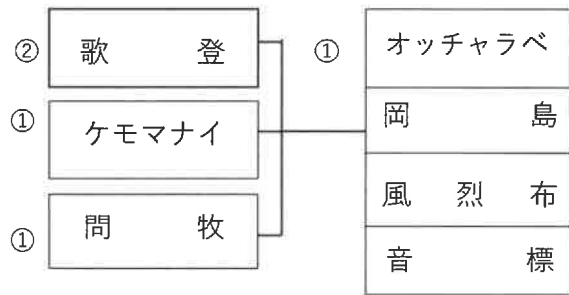 ② 歌登
① ケモマナイ
① 問牧
① オッチャラベ
岡島
風烈布
音標